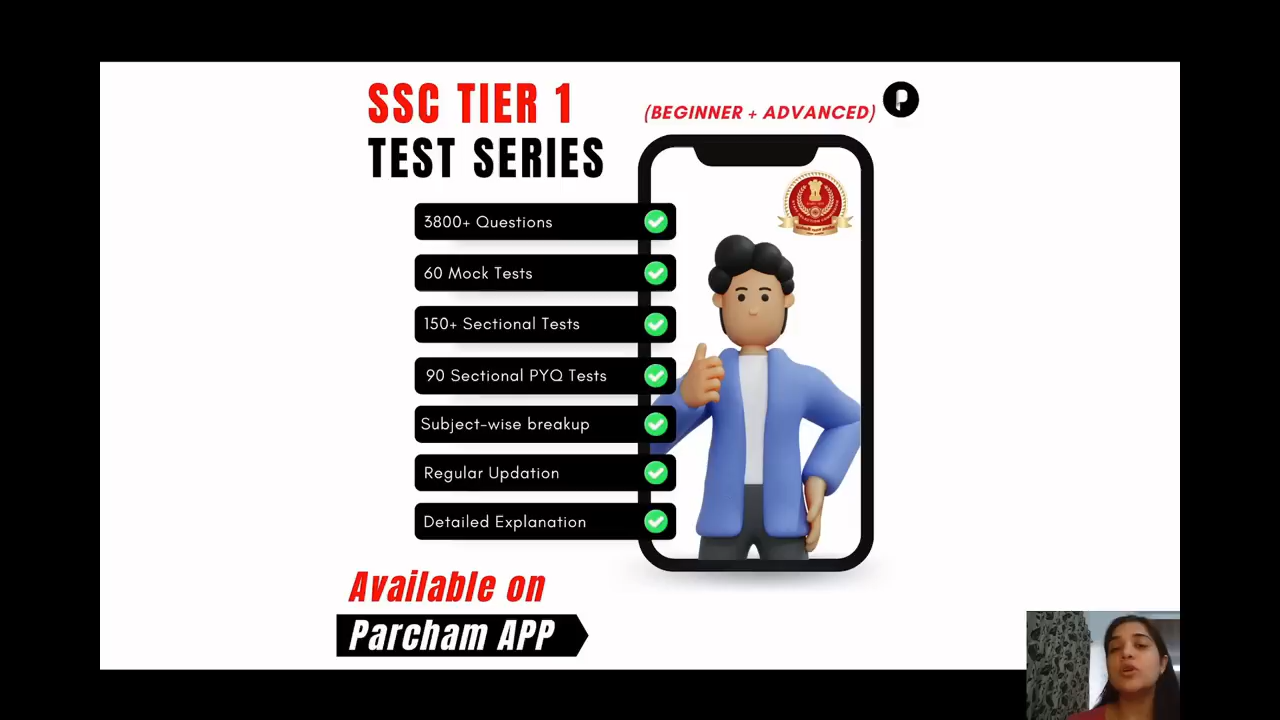 SSC TIER 1
TEST SERIES
(BEGINNER + ADVANCED)
3800+ Questions
60 Mock Tests
150+ Sectional Tests
90 Sectional PYQ Tests
Subject-wise breakup
Regular Updation
Detailed Explanation
Available on
Parcham APP